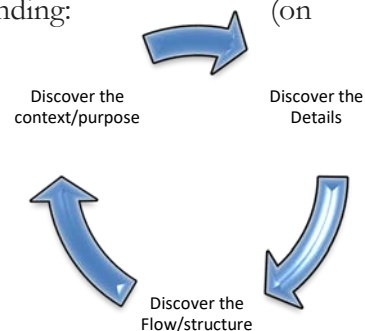 nding: (on
Discover the
context/purpose
Discover the
Details
Discover the
Flow/structure